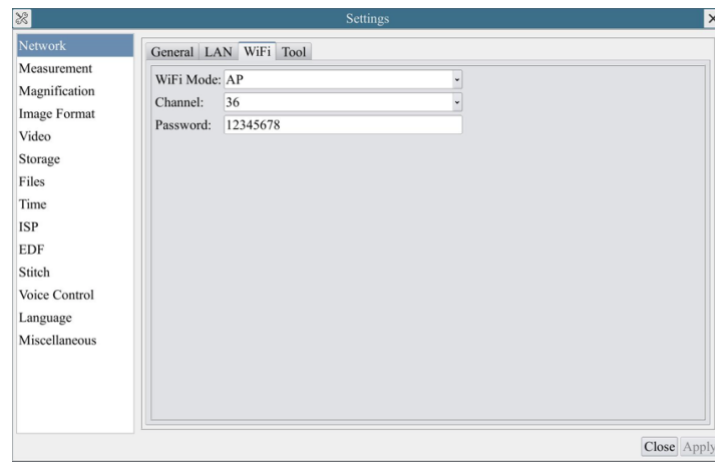 Settings
Network
Measurement
Magnification
Image Format
Video
Storage
Files
Time
ISP
EDF
Stitch
Voice Control
Language
Miscellaneous
General LAN WiFi Tool
WiFi Mode: AP
Channel: 36
Password: 12345678
Close Apply